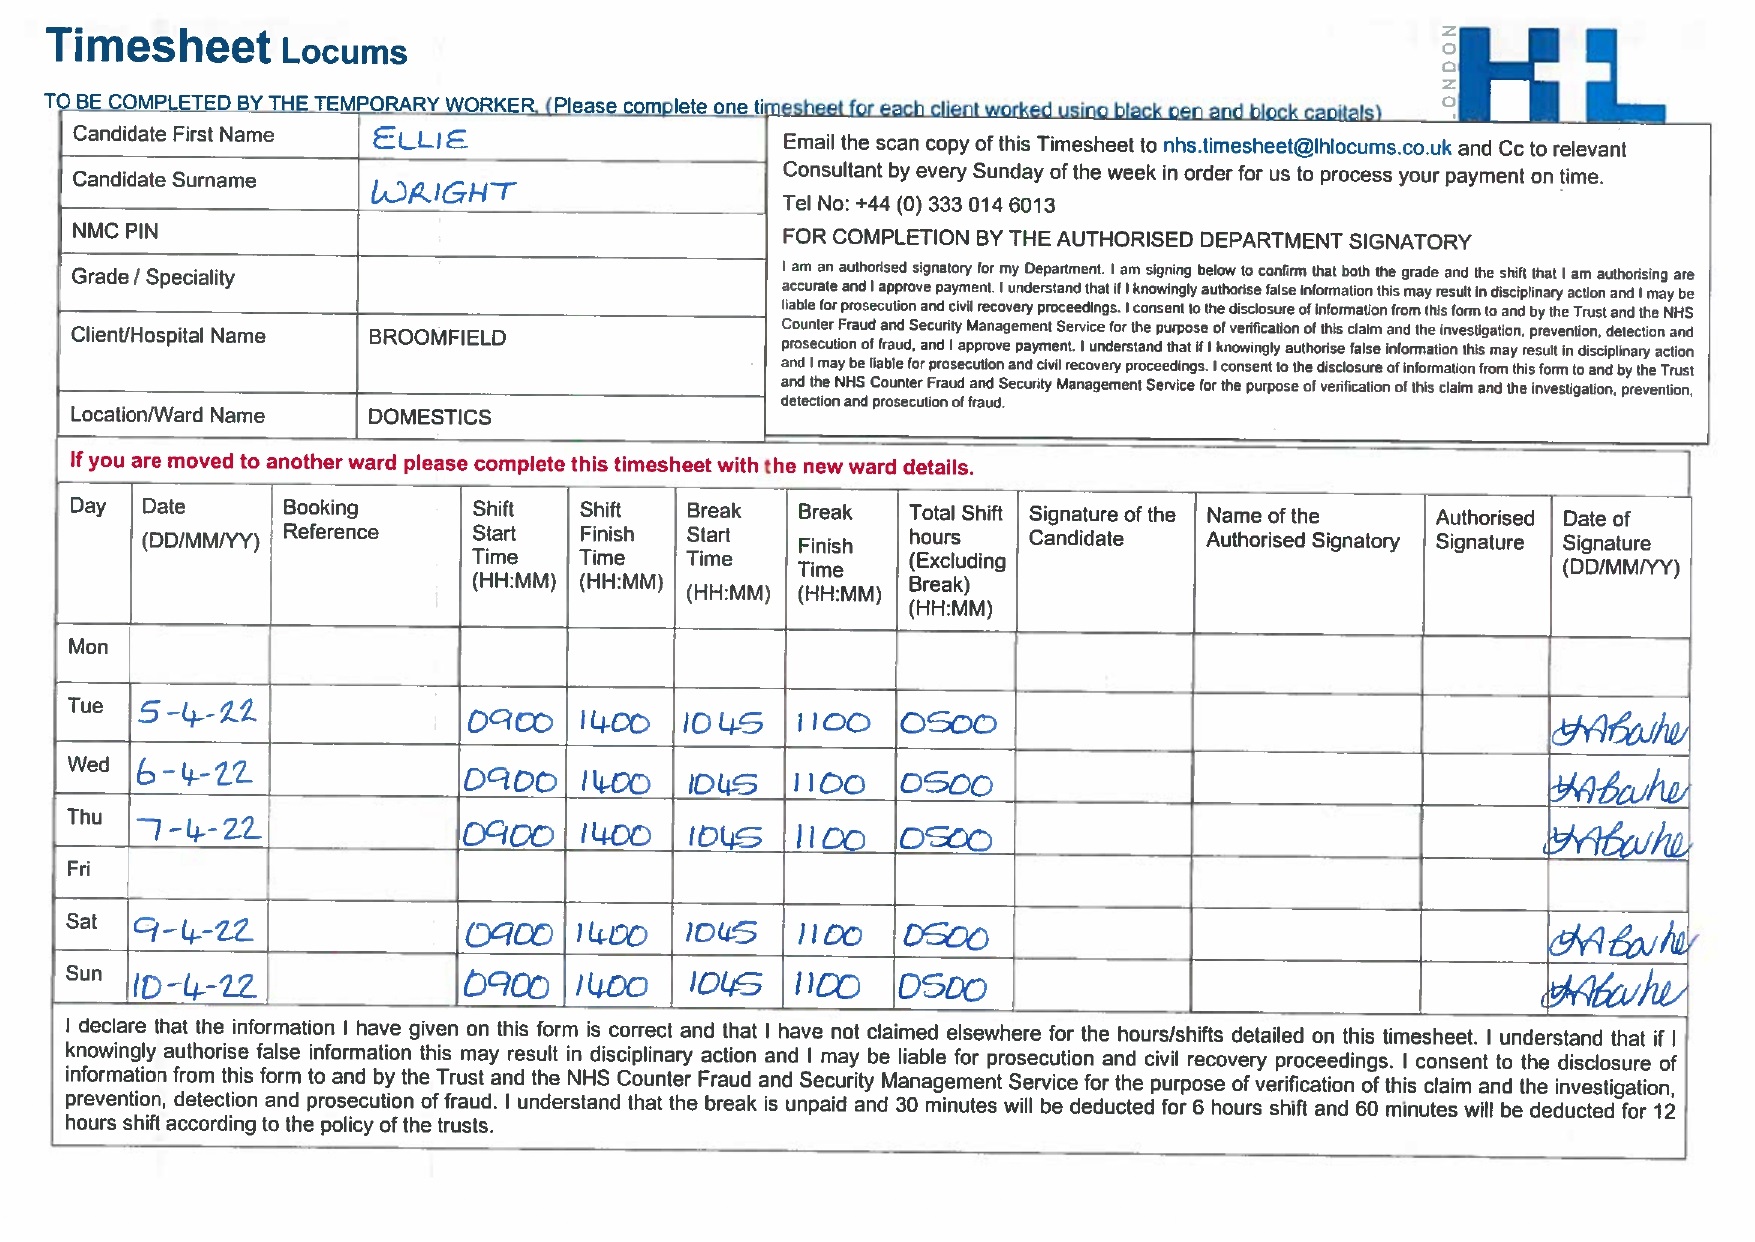 Timesheet Locums
LONDON
TO BE COMPLETED BY THE TEMPORARY WORKER. (Please complete one timesheet for each client worked using black pen and block capitals)
Candidate First Name ELLIE
Candidate Surname WRIGHT
NMC PIN
Grade / Speciality
Client/Hospital Name BROOMFIELD
Location/Ward Name DOMESTICS
Email the scan copy of this Timesheet to nhs.timesheet@lhlocums.co.uk and Cc to relevant
Consultant by every Sunday of the week in order for us to process your payment on time.
Tel No: +44 (0) 333 014 6013
FOR COMPLETION BY THE AUTHORISED DEPARTMENT SIGNATORY
I am an authorised signatory for my Department. I am signing below to confirm that both the grade and the shift that I am authorising are
accurate and I approve payment. I understand that if I knowingly authorise false information this may result in disciplinary action and I may be
liable for prosecution and civil recovery proceedings. I consent to the disclosure of information from this form to and by the Trust and the NHS
Counter Fraud and Security Management Service for the purpose of verification of this claim and the investigation, prevention, detection and
prosecution of fraud, and I approve payment. I understand that if I knowingly authorise false information this may result in disciplinary action
and I may be liable for prosecution and civil recovery proceedings. I consent to the disclosure of information from this form to and by the Trust
and the NHS Counter Fraud and Security Management Service for the purpose of verification of this claim and the investigation, prevention,
detection and prosecution of fraud.
If you are moved to another ward please complete this timesheet with the new ward details.
Day
Date
(DD/MM/YY)
Booking
Reference
Shift
Start
Time
(HH:MM)
Shift
Finish
Time
(HH:MM)
Break
Start
Time
(HH:MM)
Break
Finish
Time
(HH:MM)
Total Shift
hours
(Excluding
Break)
(HH:MM)
Signature of the
Candidate
Name of the
Authorised Signatory
Authorised
Signature
Date of
Signature
(DD/MM/YY)
Mon
Tue 5-4-22 0900 1400 1045 1100 0500
Wed 6-4-22 0900 1400 1045 1100 0500
Thu 7-4-22 0900 1400 1045 1100 0500
Fri
Sat 9-4-22 0900 1400 1045 1100 0500
Sun 10-4-22 0900 1400 1045 1100 0500
I declare that the information I have given on this form is correct and that I have not claimed elsewhere for the hours/shifts detailed on this timesheet. I understand that if I
knowingly authorise false information this may result in disciplinary action and I may be liable for prosecution and civil recovery proceedings. I consent to the disclosure of
information from this form to and by the Trust and the NHS Counter Fraud and Security Management Service for the purpose of verification of this claim and the investigation,
prevention, detection and prosecution of fraud. I understand that the break is unpaid and 30 minutes will be deducted for 6 hours shift and 60 minutes will be deducted for 12
hours shift according to the policy of the trusts.